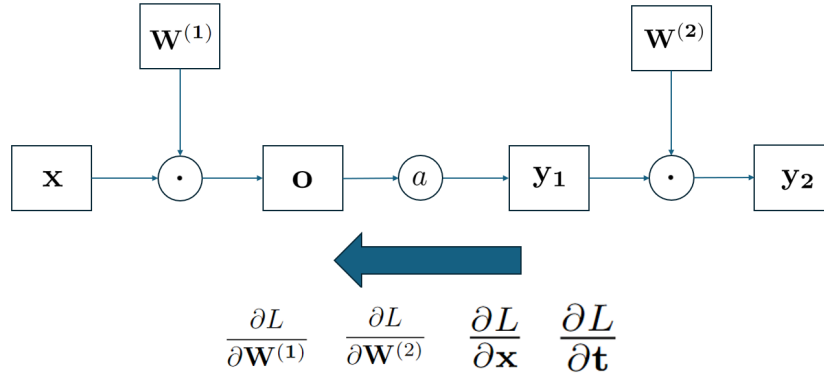 W⁽¹⁾ W⁽²⁾
x · o a y₁ · y₂
∂L/∂W⁽¹⁾ ∂L/∂W⁽²⁾ ∂L/∂x ∂L/∂t